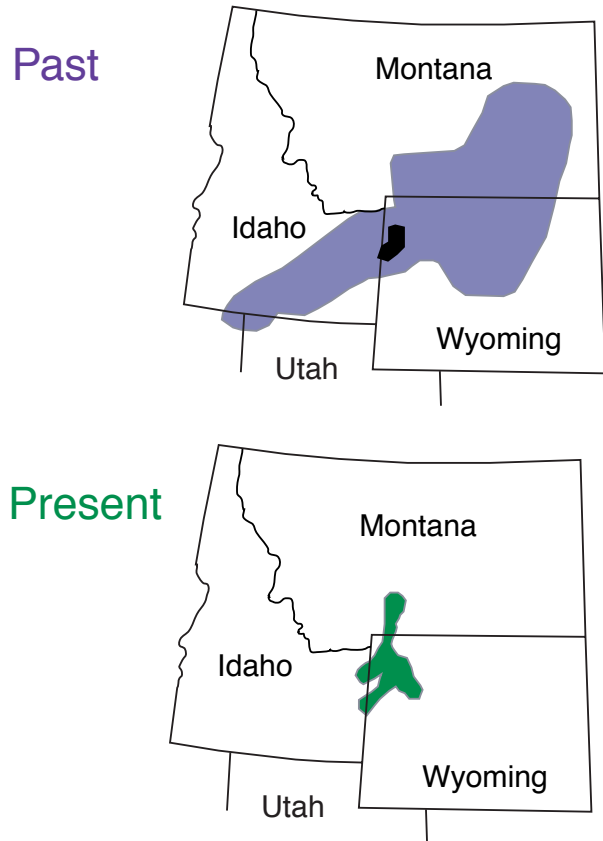 Past
Montana
Idaho
Wyoming
Utah
Present
Montana
Idaho
Wyoming
Utah